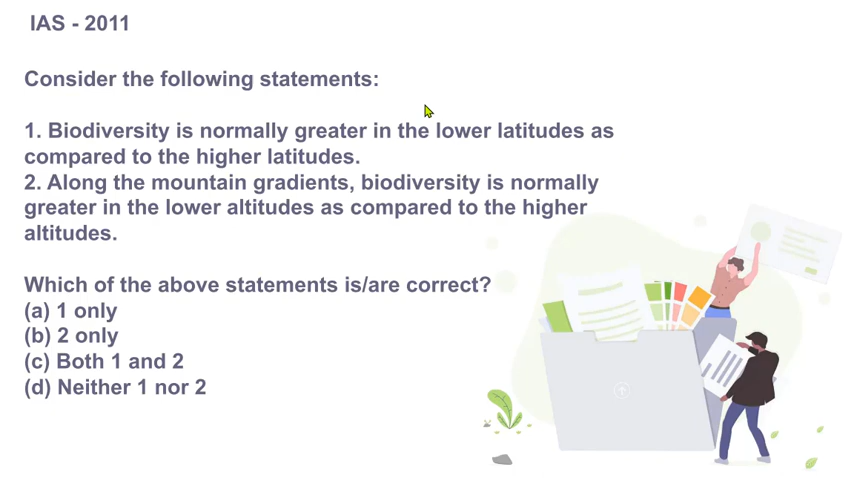 IAS - 2011
Consider the following statements:
1. Biodiversity is normally greater in the lower latitudes as
compared to the higher latitudes.
2. Along the mountain gradients, biodiversity is normally
greater in the lower altitudes as compared to the higher
altitudes.
Which of the above statements is/are correct?
(a) 1 only
(b) 2 only
(c) Both 1 and 2
(d) Neither 1 nor 2